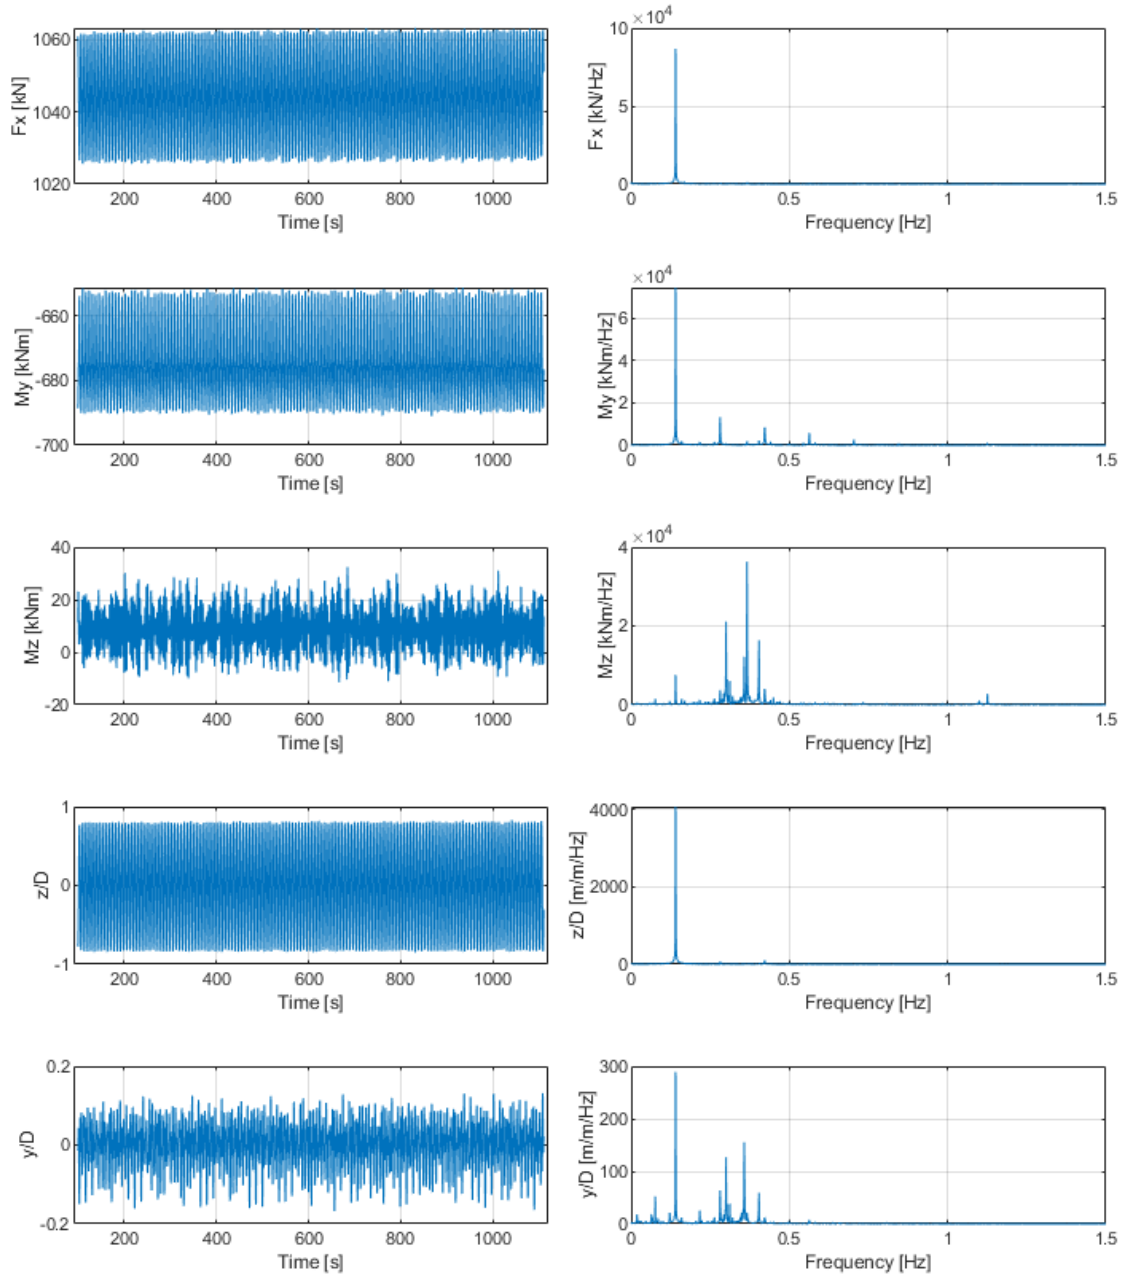 1060
1040
1020
Fx [kN]
200 400 600 800 1000
Time [s]
×10⁴
10
5
0
Fx [kN/Hz]
0 0.5 1 1.5
Frequency [Hz]
-660
-680
-700
My [kNm]
200 400 600 800 1000
Time [s]
×10⁴
6
4
2
0
My [kNm/Hz]
0 0.5 1 1.5
Frequency [Hz]
40
20
0
-20
Mz [kNm]
200 400 600 800 1000
Time [s]
×10⁴
4
2
0
Mz [kNm/Hz]
0 0.5 1 1.5
Frequency [Hz]
1
0
-1
z/D
200 400 600 800 1000
Time [s]
4000
2000
0
z/D [m/m/Hz]
0 0.5 1 1.5
Frequency [Hz]
0.2
0
-0.2
y/D
200 400 600 800 1000
Time [s]
300
200
100
0
y/D [m/m/Hz]
0 0.5 1 1.5
Frequency [Hz]